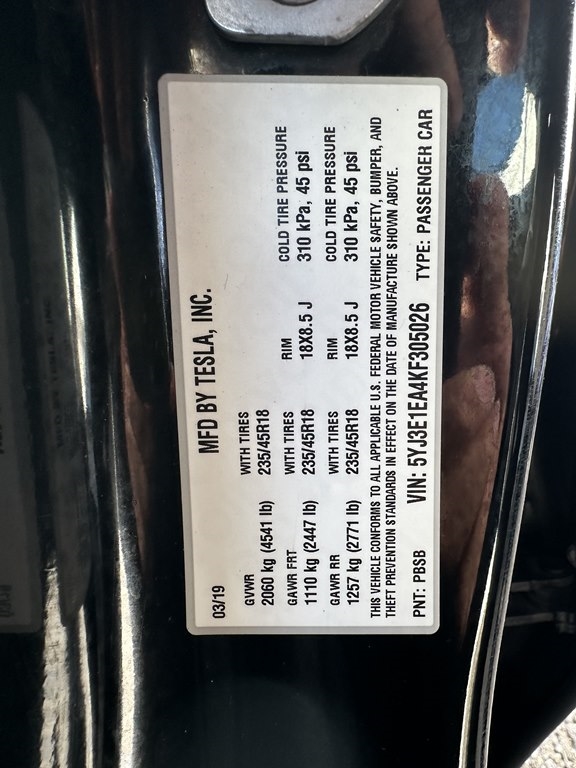 MFD BY TESLA, INC.
03/19
GVWR WITH TIRES
2060 kg (4541 lb) 235/45R18
GAWR FRT WITH TIRES RIM COLD TIRE PRESSURE
1110 kg (2447 lb) 235/45R18 18X8.5 J 310 kPa, 45 psi
GAWR RR WITH TIRES RIM COLD TIRE PRESSURE
1257 kg (2771 lb) 235/45R18 18X8.5 J 310 kPa, 45 psi
THIS VEHICLE CONFORMS TO ALL APPLICABLE U.S. FEDERAL MOTOR VEHICLE SAFETY, BUMPER, AND
THEFT PREVENTION STANDARDS IN EFFECT ON THE DATE OF MANUFACTURE SHOWN ABOVE.
PNT: PBSB VIN: 5YJ3E1EA4KF305026 TYPE: PASSENGER CAR